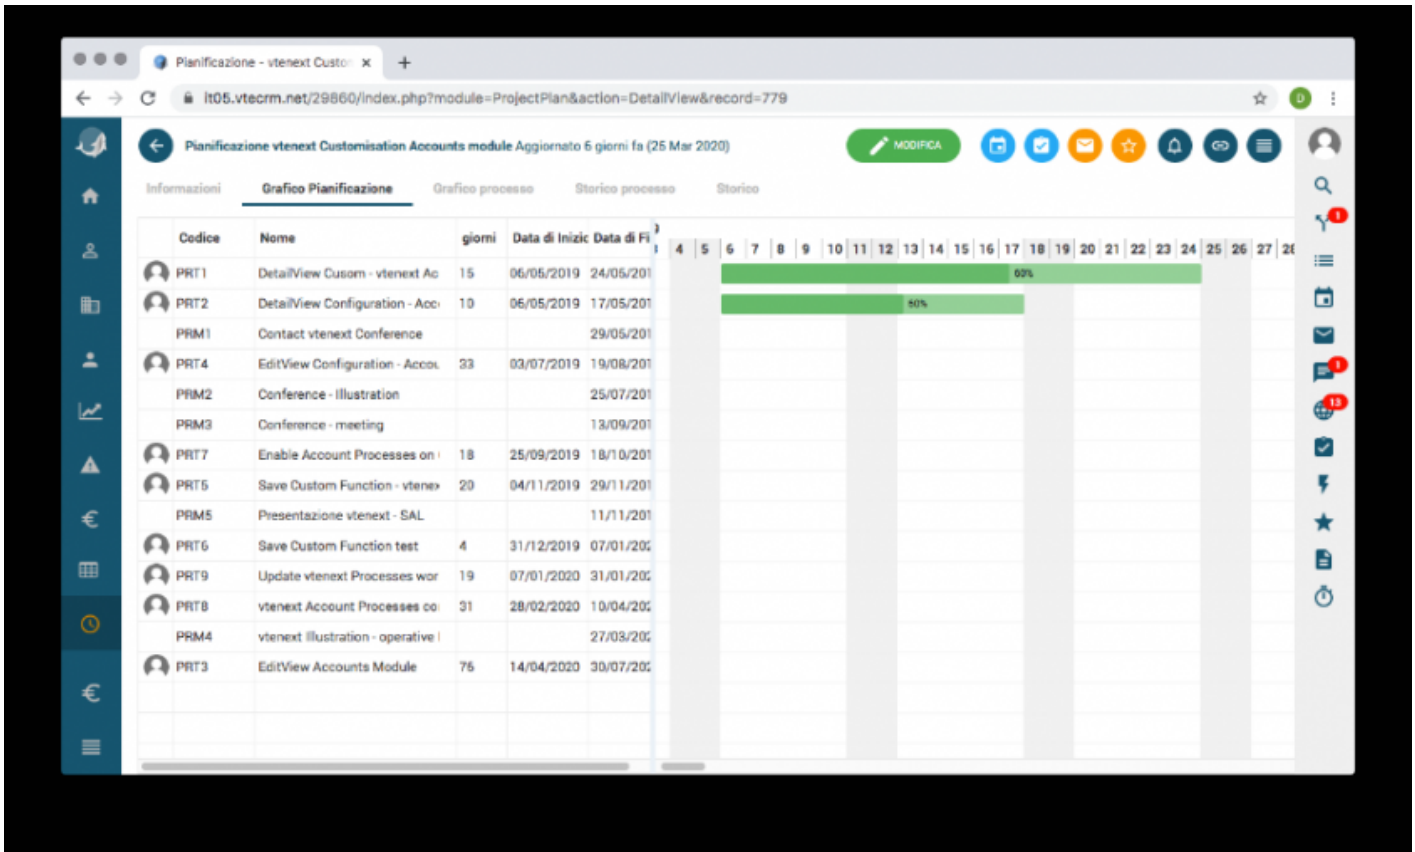 Pianificazione - vtenext Custon
it05.vtecrm.net/29860/index.php?module=ProjectPlan&action=DetailView&record=779
D
Pianificazione vtenext Customisation Accounts module Aggiornato 6 giorni fa (25 Mar 2020)
MODIFICA
Informazioni Grafico Pianificazione Grafico processo Storico processo Storico
1
Codice Nome giorni Data di Inizic Data di Fi
4 5 6 7 8 9 10 11 12 13 14 15 16 17 18 19 20 21 22 23 24 25 26 27 28
PRT1 DetailView Cusom - vtenext Ac 15 06/05/2019 24/05/201 60%
PRT2 DetailView Configuration - Acc 10 06/05/2019 17/05/201 60%
PRM1 Contact vtenext Conference 29/05/201
PRT4 EditView Configuration - Accou 33 03/07/2019 19/08/201
1
PRM2 Conference - Illustration 25/07/201
13
PRM3 Conference - meeting 13/09/201
PRT7 Enable Account Processes on 18 25/09/2019 18/10/201
PRT5 Save Custom Function - vtenex 20 04/11/2019 29/11/201
PRM5 Presentazione vtenext - SAL 11/11/201
PRT6 Save Custom Function test 4 31/12/2019 07/01/202
PRT9 Update vtenext Processes wor 19 07/01/2020 31/01/202
PRT8 vtenext Account Processes co 31 28/02/2020 10/04/202
PRM4 vtenext Illustration - operative 27/03/202
PRT3 EditView Accounts Module 76 14/04/2020 30/07/202